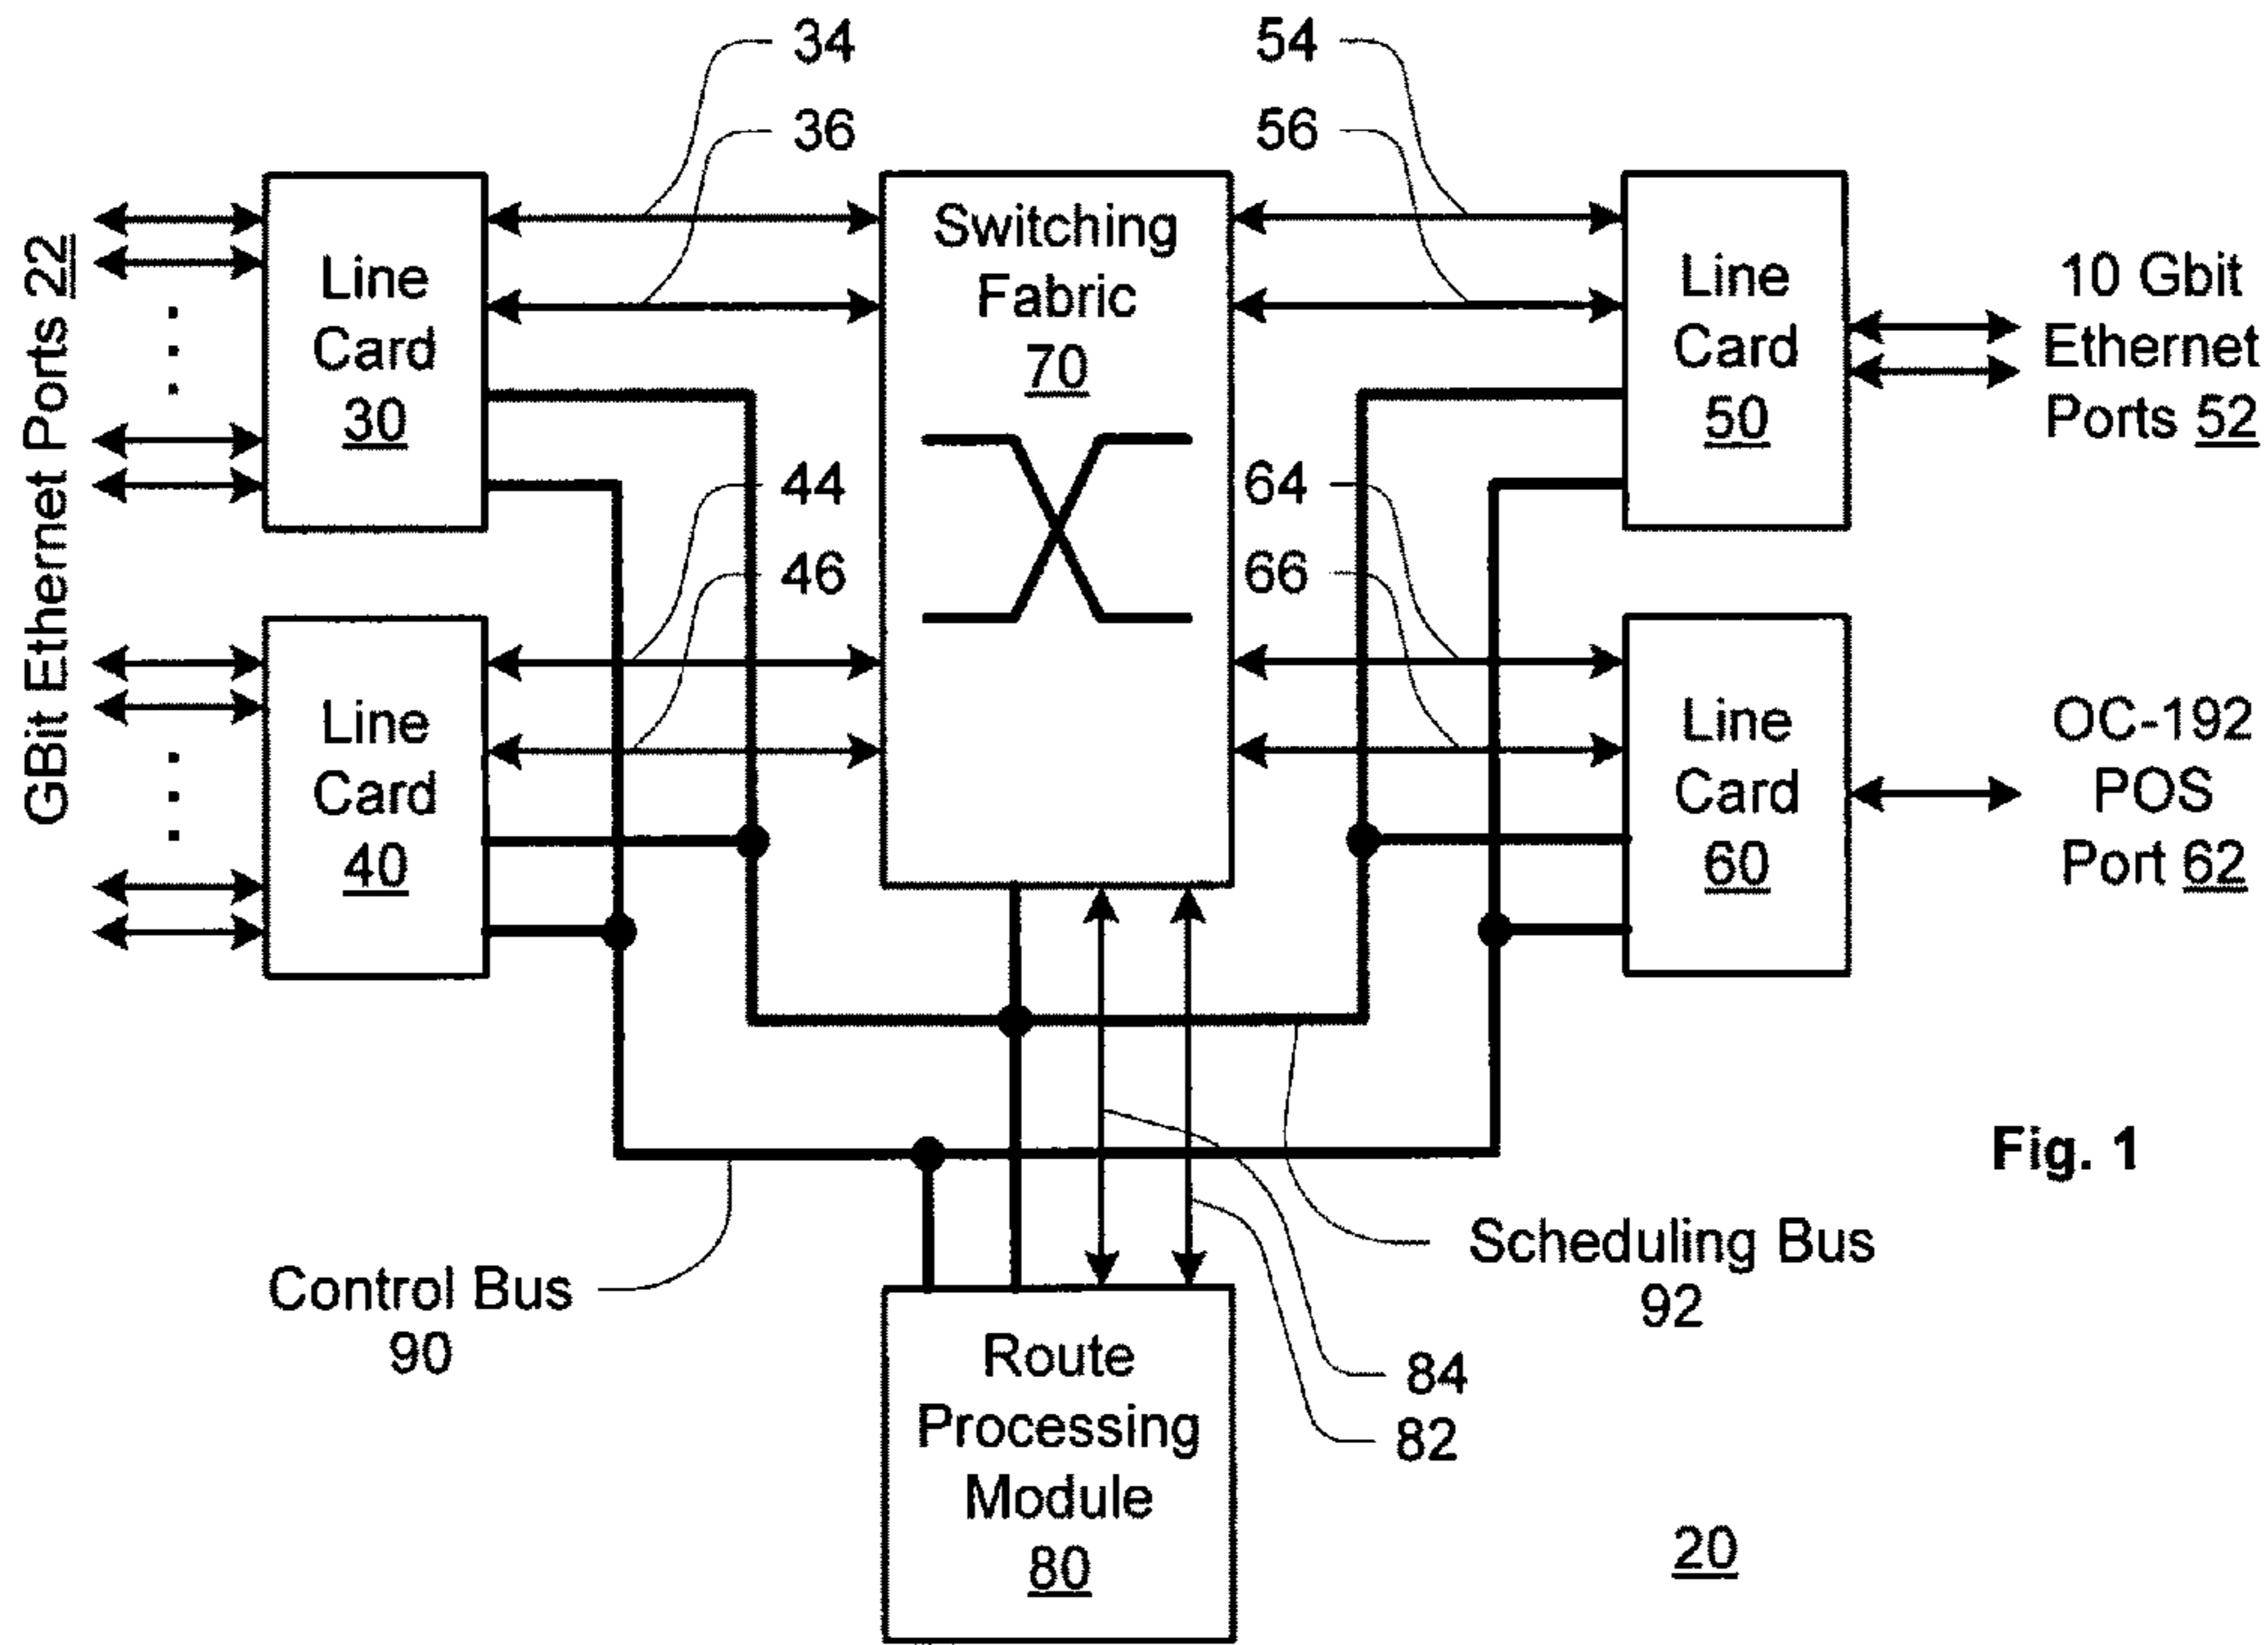 34
54
36
56
GBit Ethernet Ports 22
Line
Card
30
Switching
Fabric
70
Line
Card
50
10 Gbit
Ethernet
Ports 52
44
46
64
66
Line
Card
40
Line
Card
60
OC-192
POS
Port 62
Fig. 1
Control Bus
90
Scheduling Bus
92
84
82
Route
Processing
Module
80
20